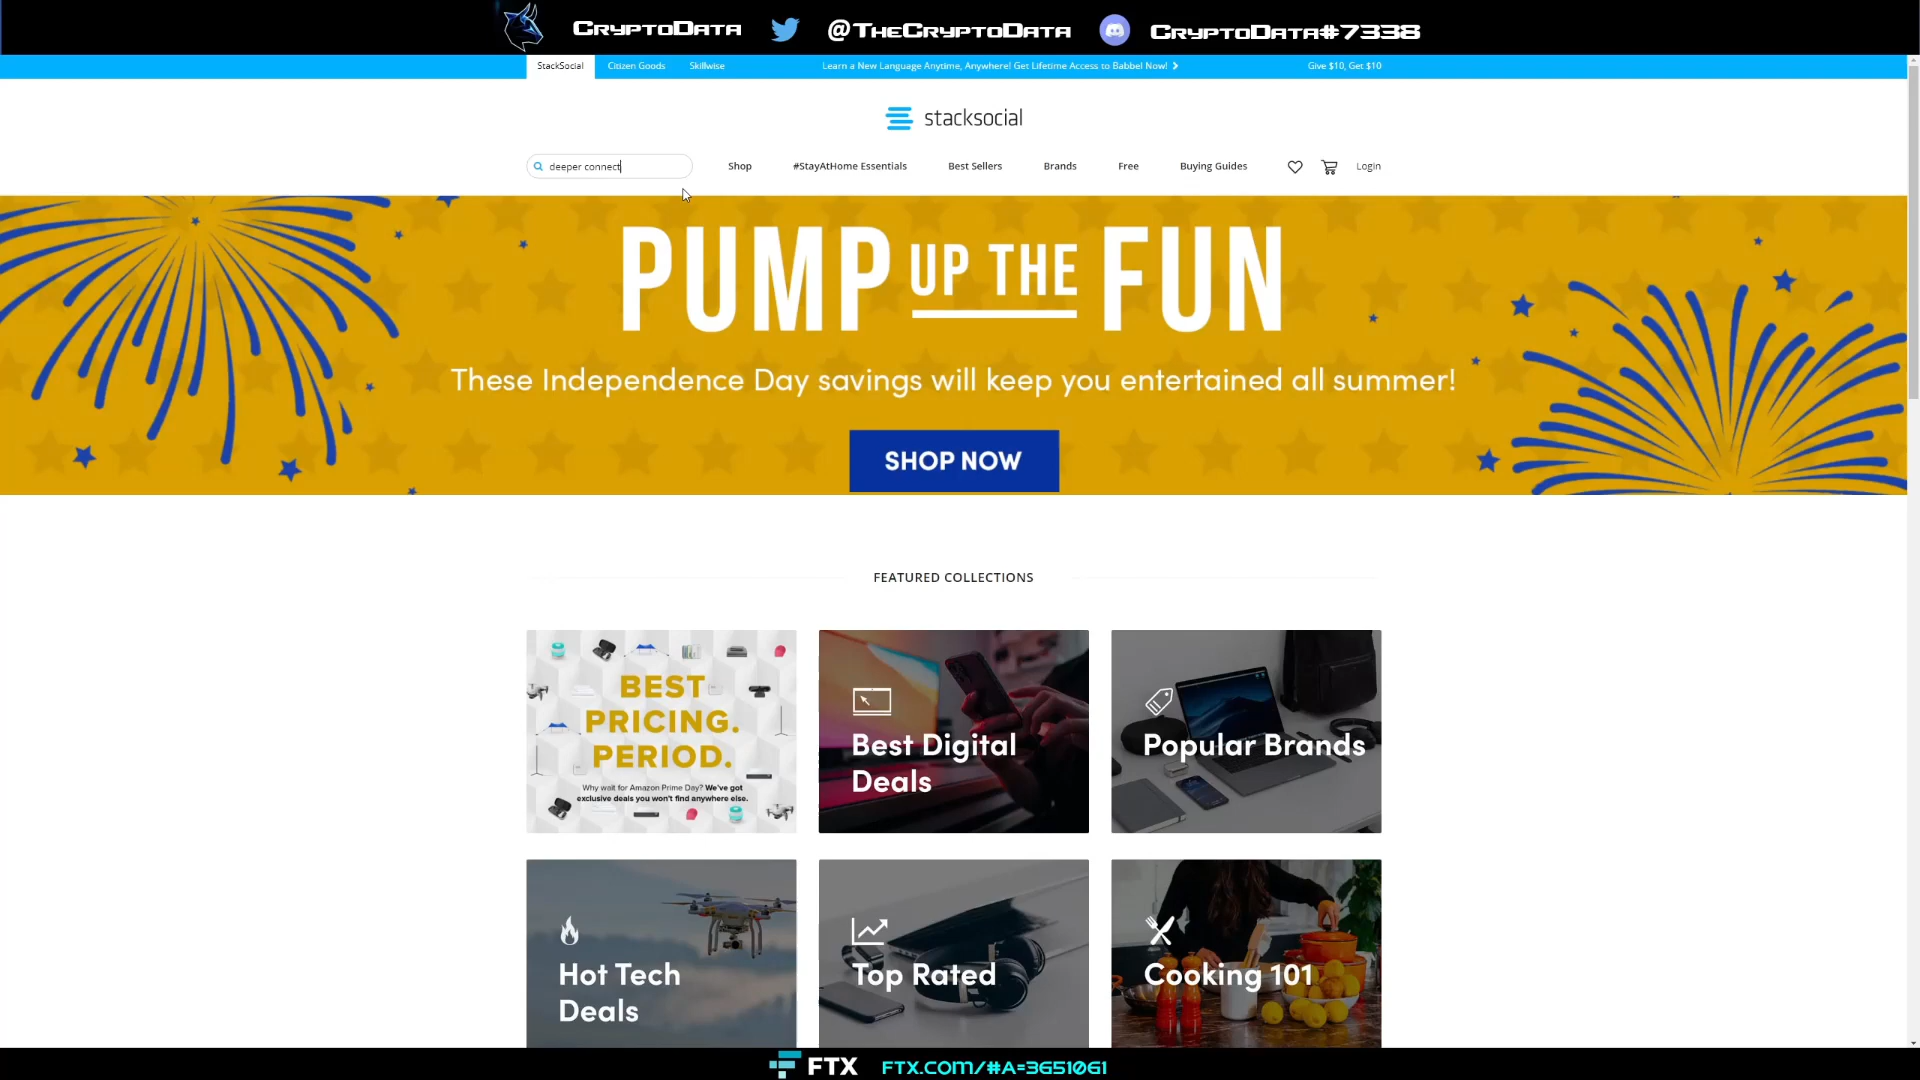 CryptoData @TheCryptoData CryptoData#7338
StackSocial Citizen Goods Skillwise Learn a New Language Anytime, Anywhere! Get Lifetime Access to Babbel Now! Give $10, Get $10
stacksocial
deeper connect Shop #StayAtHome Essentials Best Sellers Brands Free Buying Guides Login
PUMP UP THE FUN
These Independence Day savings will keep you entertained all summer!
SHOP NOW
FEATURED COLLECTIONS
BEST
PRICING.
PERIOD.
Why wait for Amazon Prime Day? We've got
exclusive deals you won't find anywhere else.
Best Digital
Deals
Popular Brands
Hot Tech
Deals
Top Rated
Cooking 101
FTX FTX.com/#a=3651061